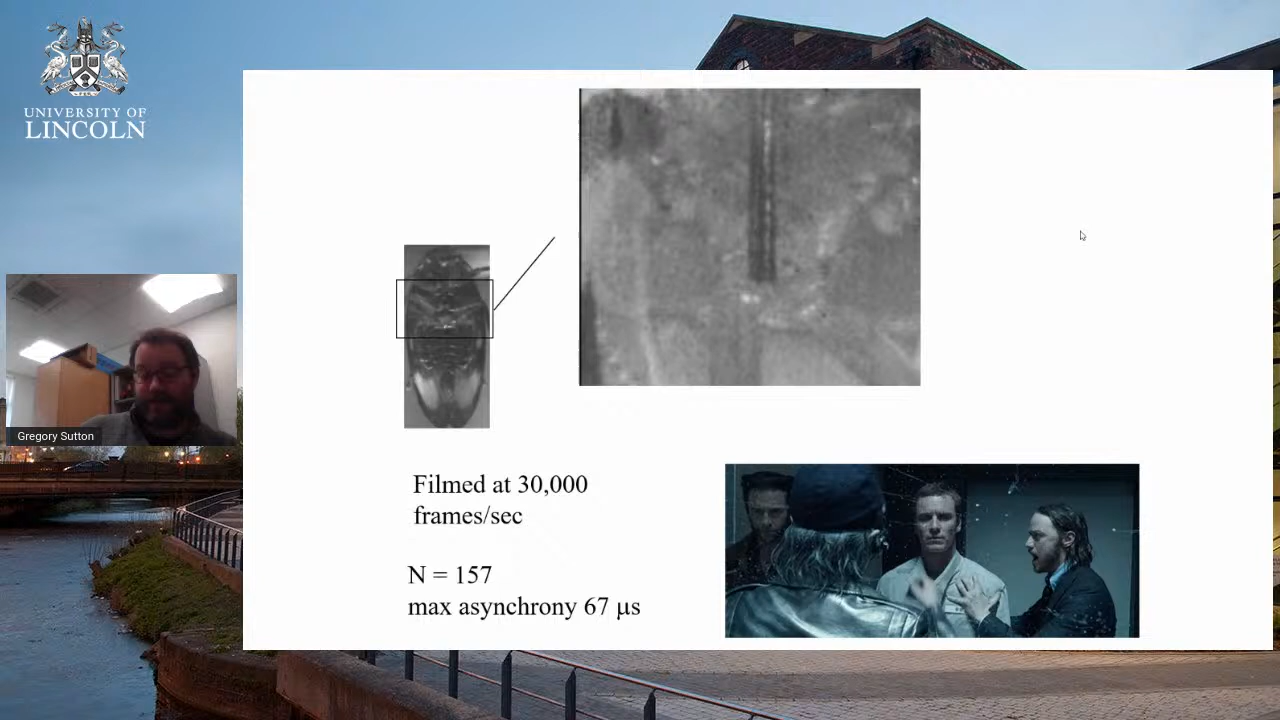 UNIVERSITY OF
LINCOLN
Gregory Sutton
Filmed at 30,000
frames/sec
N = 157
max asynchrony 67 μs